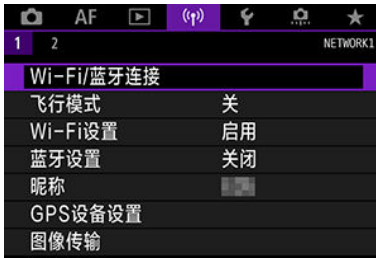 AF
1 2 NETWORK1
Wi-Fi/蓝牙连接
飞行模式 关
Wi-Fi设置 启用
蓝牙设置 关闭
昵称
GPS设备设置
图像传输